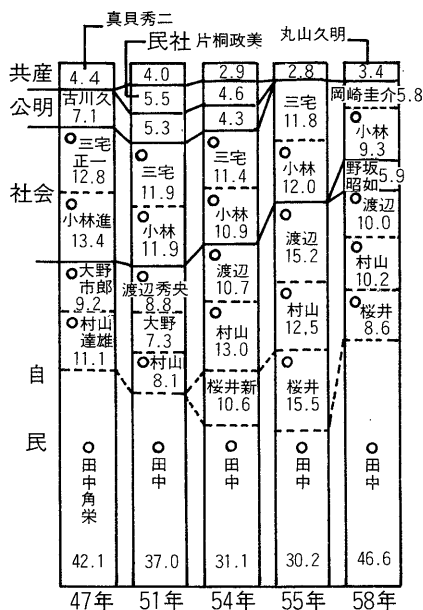 真貝秀二
民社 片桐政美
丸山久明
共産
公明
社会
自民
4.4
古川久
7.1
三宅正一
12.8
小林進
13.4
大野市郎
9.2
村山達雄
11.1
田中角栄
42.1
47年
4.0
5.5
5.3
三宅
11.9
小林
11.9
渡辺秀央
8.8
大野
7.3
村山
8.1
田中
37.0
51年
2.9
4.6
4.3
三宅
11.4
小林
10.9
渡辺
10.7
村山
13.0
桜井新
10.6
田中
31.1
54年
2.8
三宅
11.8
小林
12.0
渡辺
15.2
村山
12.5
桜井
15.5
田中
30.2
55年
3.4
岡崎圭介5.8
小林
9.3
野坂昭如5.9
渡辺
10.0
村山
10.2
桜井
8.6
田中
46.6
58年